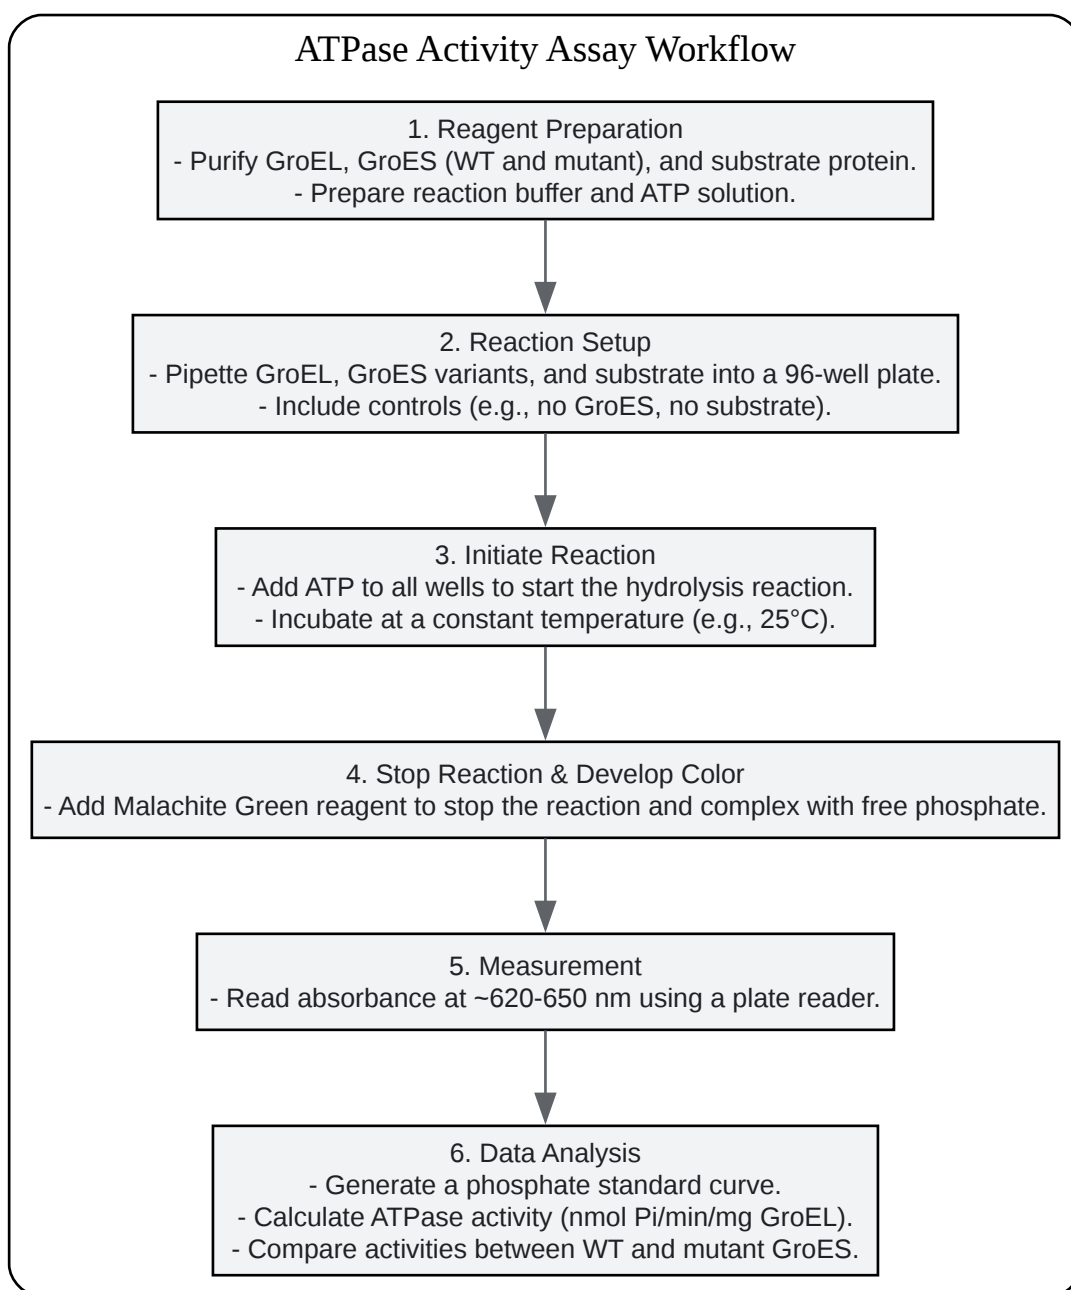 ATPase Activity Assay Workflow
1. Reagent Preparation
- Purify GroEL, GroES (WT and mutant), and substrate protein.
- Prepare reaction buffer and ATP solution.
2. Reaction Setup
- Pipette GroEL, GroES variants, and substrate into a 96-well plate.
- Include controls (e.g., no GroES, no substrate).
3. Initiate Reaction
- Add ATP to all wells to start the hydrolysis reaction.
- Incubate at a constant temperature (e.g., 25°C).
4. Stop Reaction & Develop Color
- Add Malachite Green reagent to stop the reaction and complex with free phosphate.
5. Measurement
- Read absorbance at ~620-650 nm using a plate reader.
6. Data Analysis
- Generate a phosphate standard curve.
- Calculate ATPase activity (nmol Pi/min/mg GroEL).
- Compare activities between WT and mutant GroES.